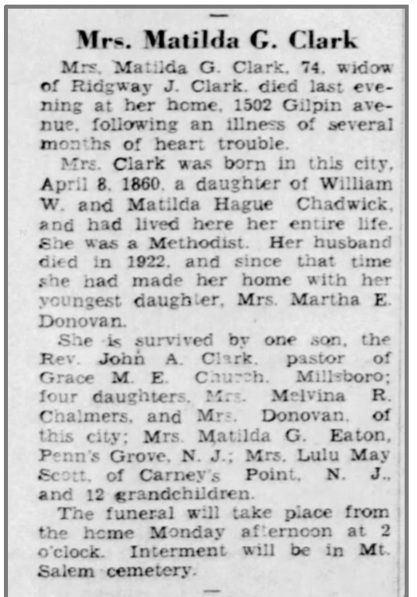 Mrs. Matilda G. Clark
Mrs. Matilda G. Clark, 74, widow
of Ridgway J. Clark, died last eve-
ning at her home, 1502 Gilpin ave-
nue, following an illness of several
months of heart trouble.
Mrs. Clark was born in this city,
April 8, 1860, a daughter of William
W. and Matilda Hague Chadwick,
and had lived here her entire life.
She was a Methodist. Her husband
died in 1922, and since that time
she had made her home with her
youngest daughter, Mrs. Martha E.
Donovan.
She is survived by one son, the
Rev. John A. Clark, pastor of
Grace M. E. Church, Millsboro;
four daughters, Mrs. Melvina R.
Chalmers, and Mrs. Donovan, of
this city; Mrs. Matilda G. Eaton,
Penn's Grove, N. J.; Mrs. Lulu May
Scott, of Carney's Point, N. J.,
and 12 grandchildren.
The funeral will take place from
the home Monday afternoon at 2
o'clock. Interment will be in Mt.
Salem cemetery.